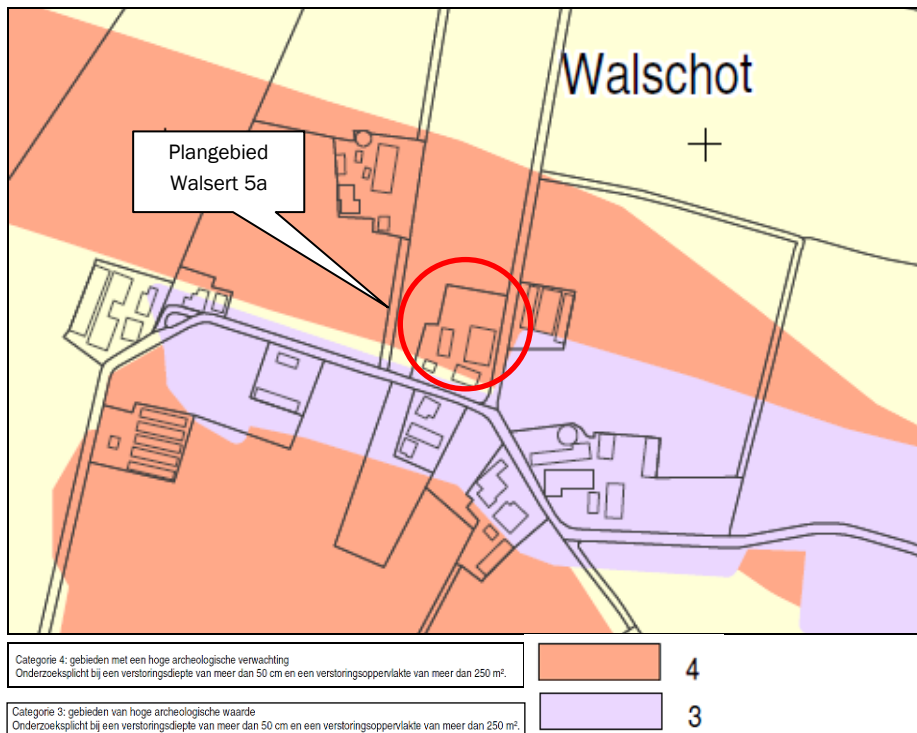 Walschot
Plangebied
Walsert 5a
Categorie 4: gebieden met een hoge archeologische verwachting
Onderzoeksplicht bij een verstoringsdiepte van meer dan 50 cm en een verstoringsoppervlakte van meer dan 250 m².
4
Categorie 3: gebieden van hoge archeologische waarde
Onderzoeksplicht bij een verstoringsdiepte van meer dan 50 cm en een verstoringsoppervlakte van meer dan 250 m².
3